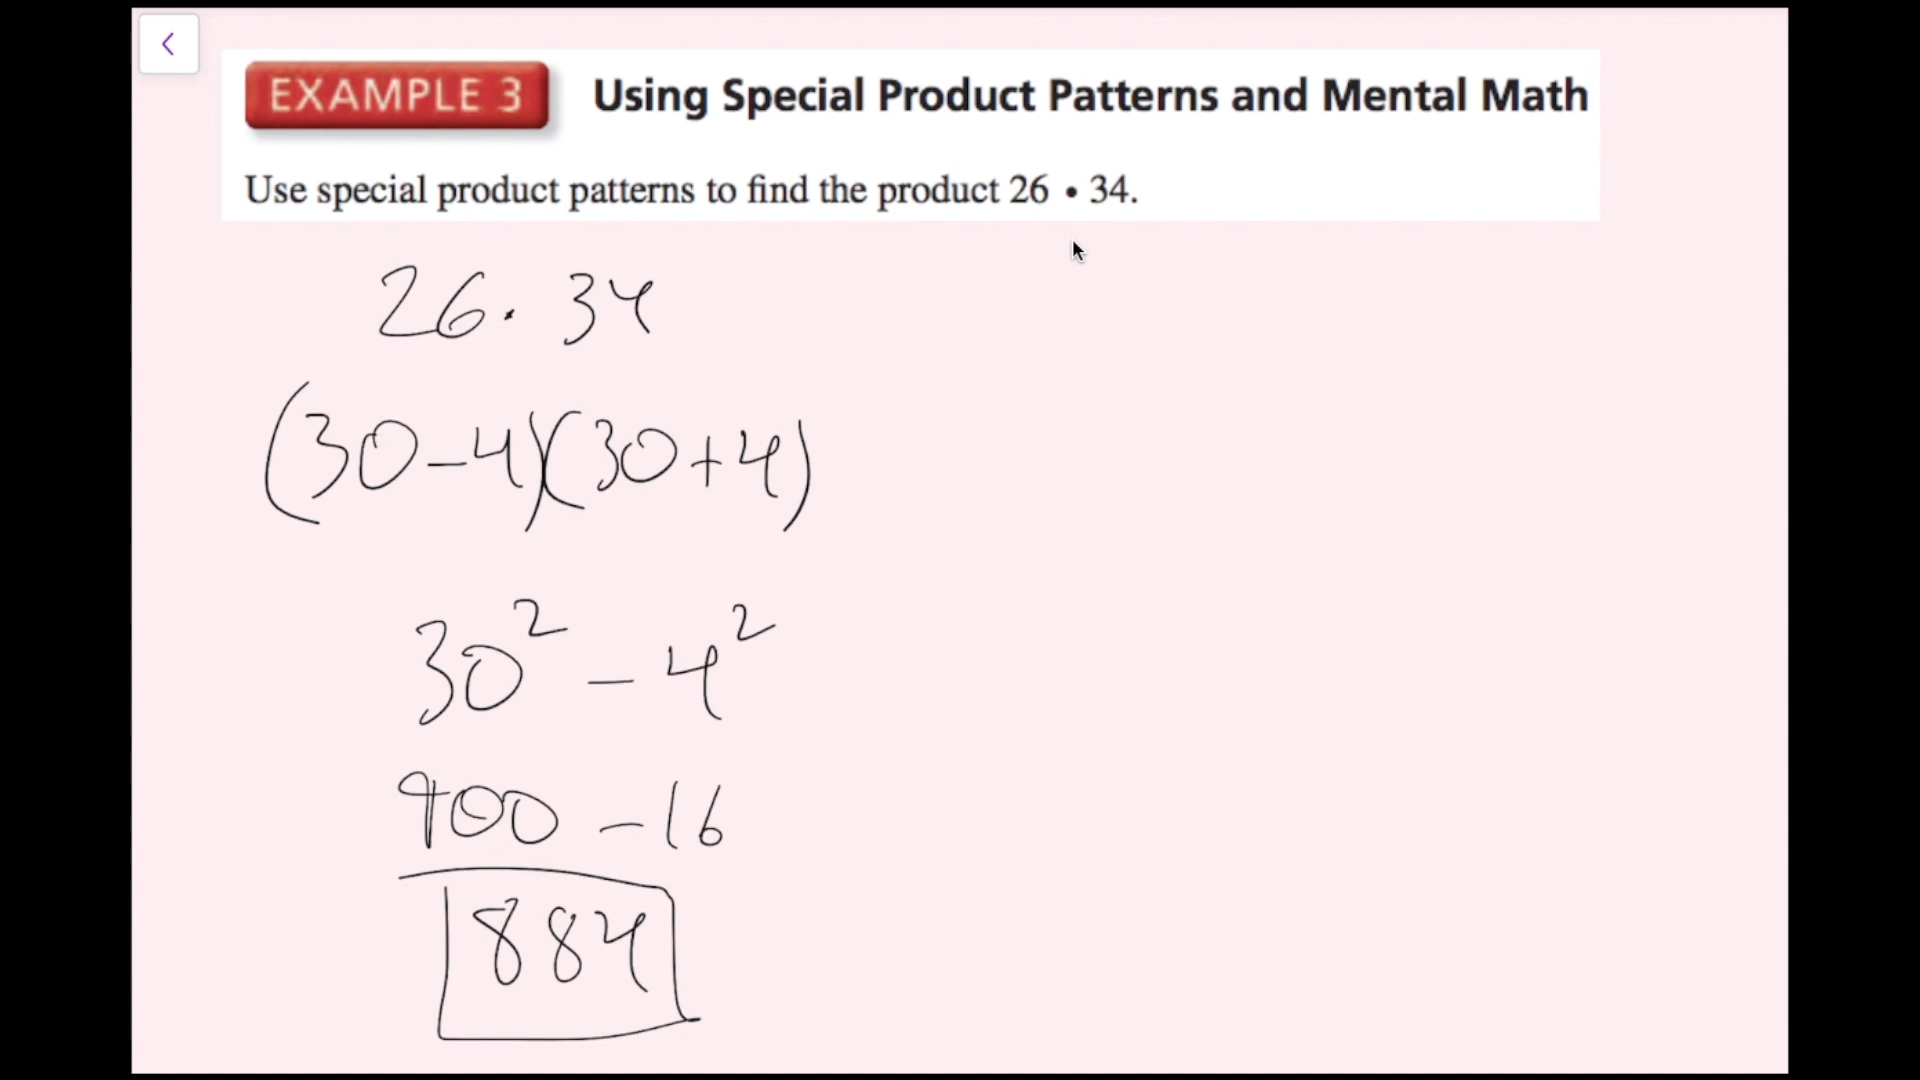 EXAMPLE 3 Using Special Product Patterns and Mental Math
Use special product patterns to find the product 26 • 34.
26 · 34
(30-4)(30+4)
30² - 4²
900 - 16
884